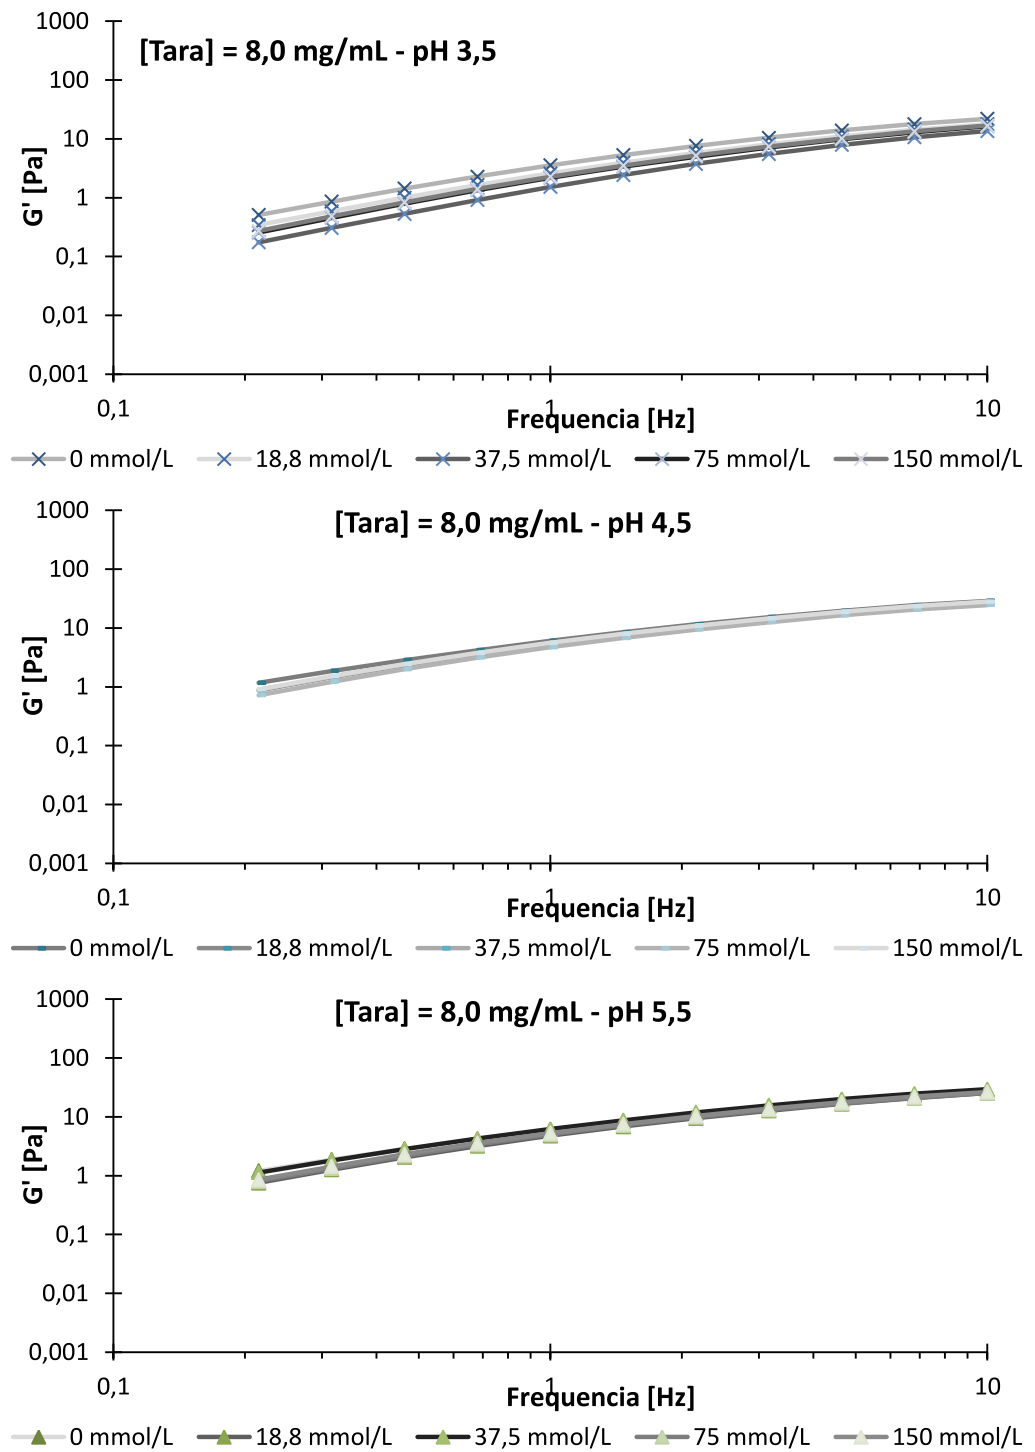 [Tara] = 8,0 mg/mL - pH 3,5
1000
100
10
1
0,1
0,01
0,001
G' [Pa]
0,1
1
10
Frequencia [Hz]
0 mmol/L
18,8 mmol/L
37,5 mmol/L
75 mmol/L
150 mmol/L
[Tara] = 8,0 mg/mL - pH 4,5
1000
100
10
1
0,1
0,01
0,001
G' [Pa]
0,1
1
10
Frequencia [Hz]
0 mmol/L
18,8 mmol/L
37,5 mmol/L
75 mmol/L
150 mmol/L
[Tara] = 8,0 mg/mL - pH 5,5
1000
100
10
1
0,1
0,01
0,001
G' [Pa]
0,1
1
10
Frequencia [Hz]
0 mmol/L
18,8 mmol/L
37,5 mmol/L
75 mmol/L
150 mmol/L